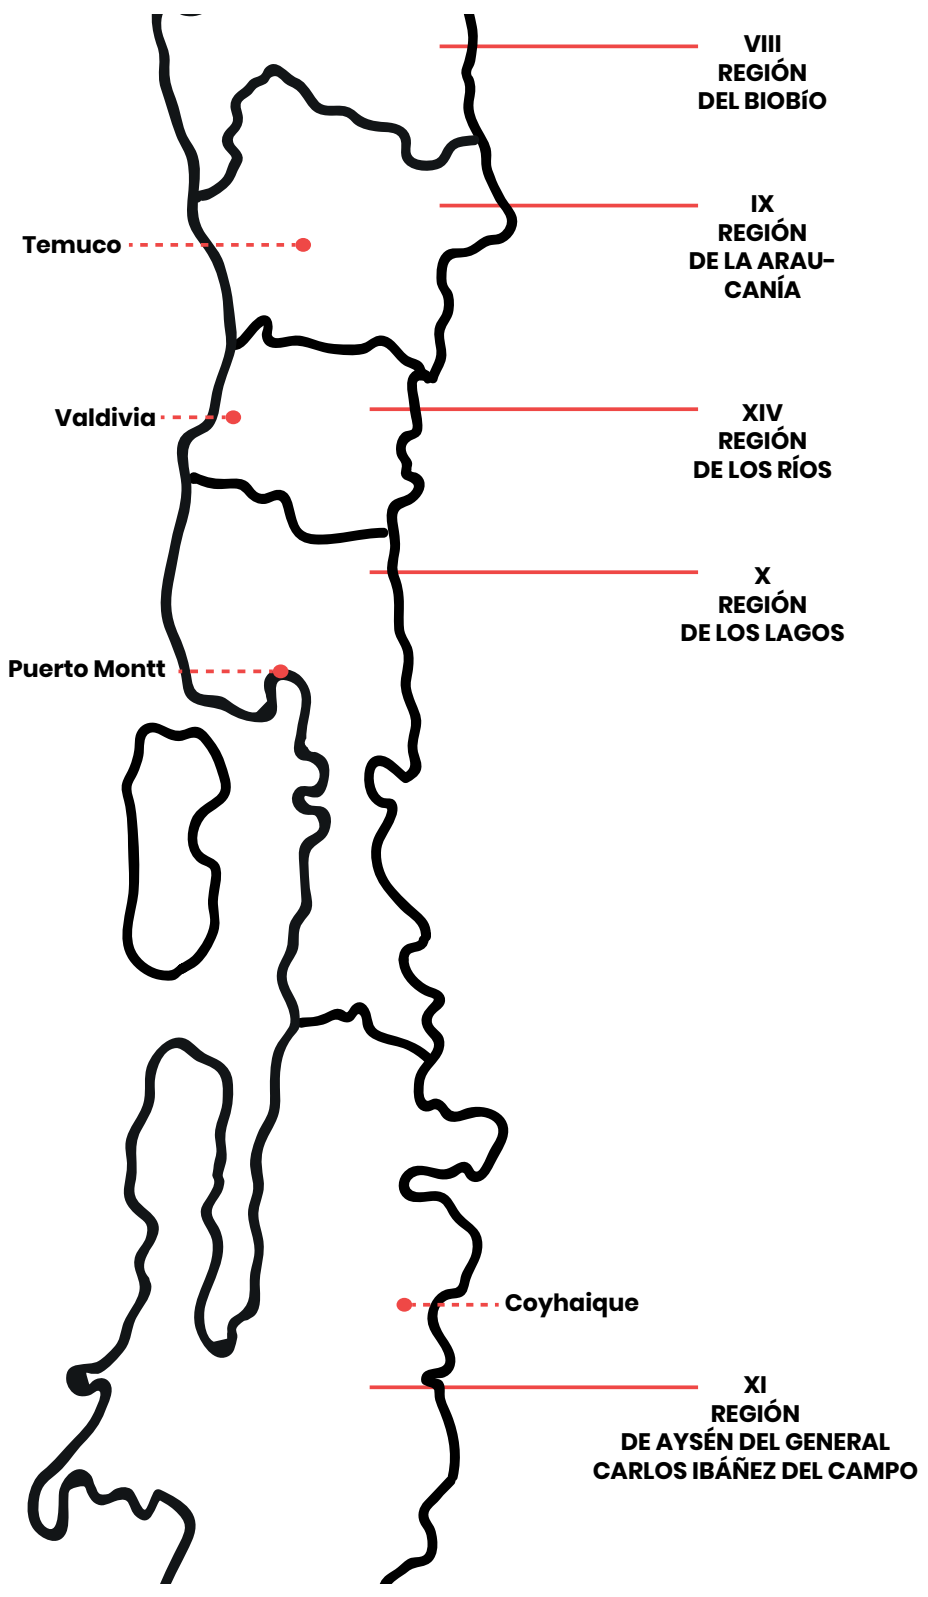 VIII
REGIÓN
DEL BIOBíO
IX
REGIÓN
DE LA ARAU-
CANÍA
Temuco
XIV
REGIÓN
DE LOS RÍOS
Valdivia
X
REGIÓN
DE LOS LAGOS
Puerto Montt
Coyhaique
XI
REGIÓN
DE AYSÉN DEL GENERAL
CARLOS IBÁÑEZ DEL CAMPO